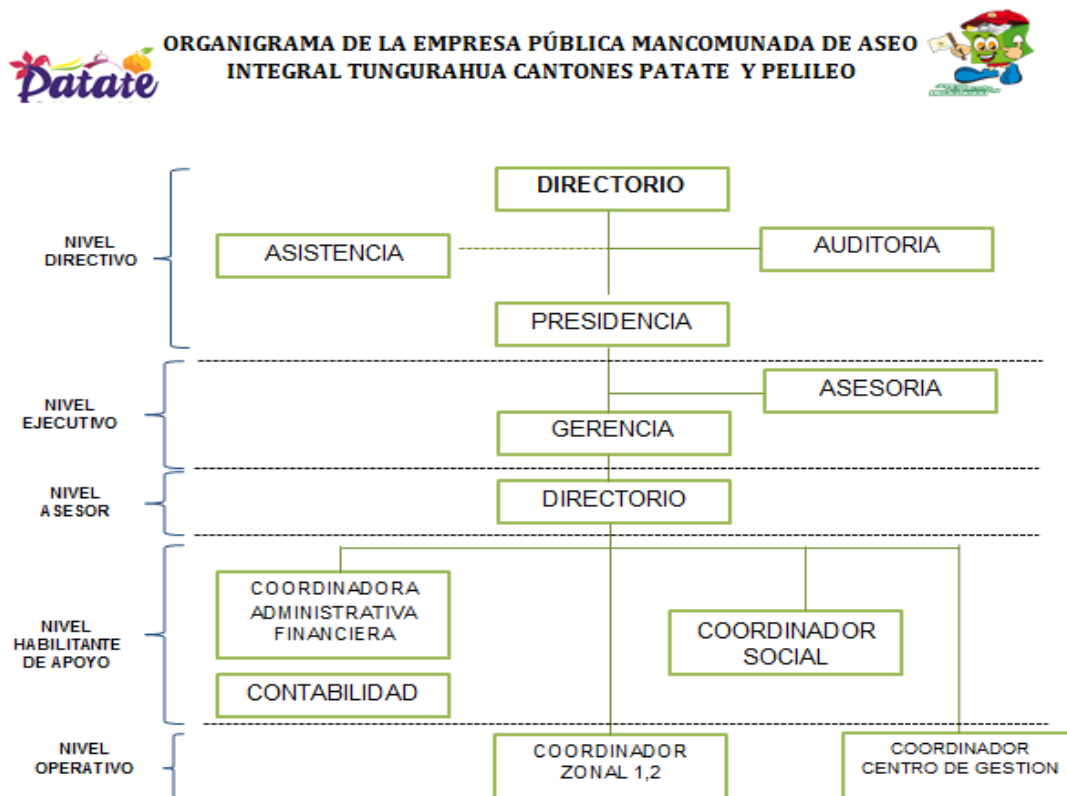 Patate
ORGANIGRAMA DE LA EMPRESA PÚBLICA MANCOMUNADA DE ASEO
INTEGRAL TUNGURAHUA CANTONES PATATE Y PELILEO
DIRECTORIO
NIVEL
DIRECTIVO
ASISTENCIA
AUDITORIA
PRESIDENCIA
NIVEL
EJECUTIVO
ASESORIA
GERENCIA
NIVEL
ASESOR
DIRECTORIO
NIVEL
HABILITANTE
DE APOYO
COORDINADORA
ADMINISTRATIVA
FINANCIERA
COORDINADOR
SOCIAL
CONTABILIDAD
NIVEL
OPERATIVO
COORDINADOR
ZONAL 1,2
COORDINADOR
CENTRO DE GESTION